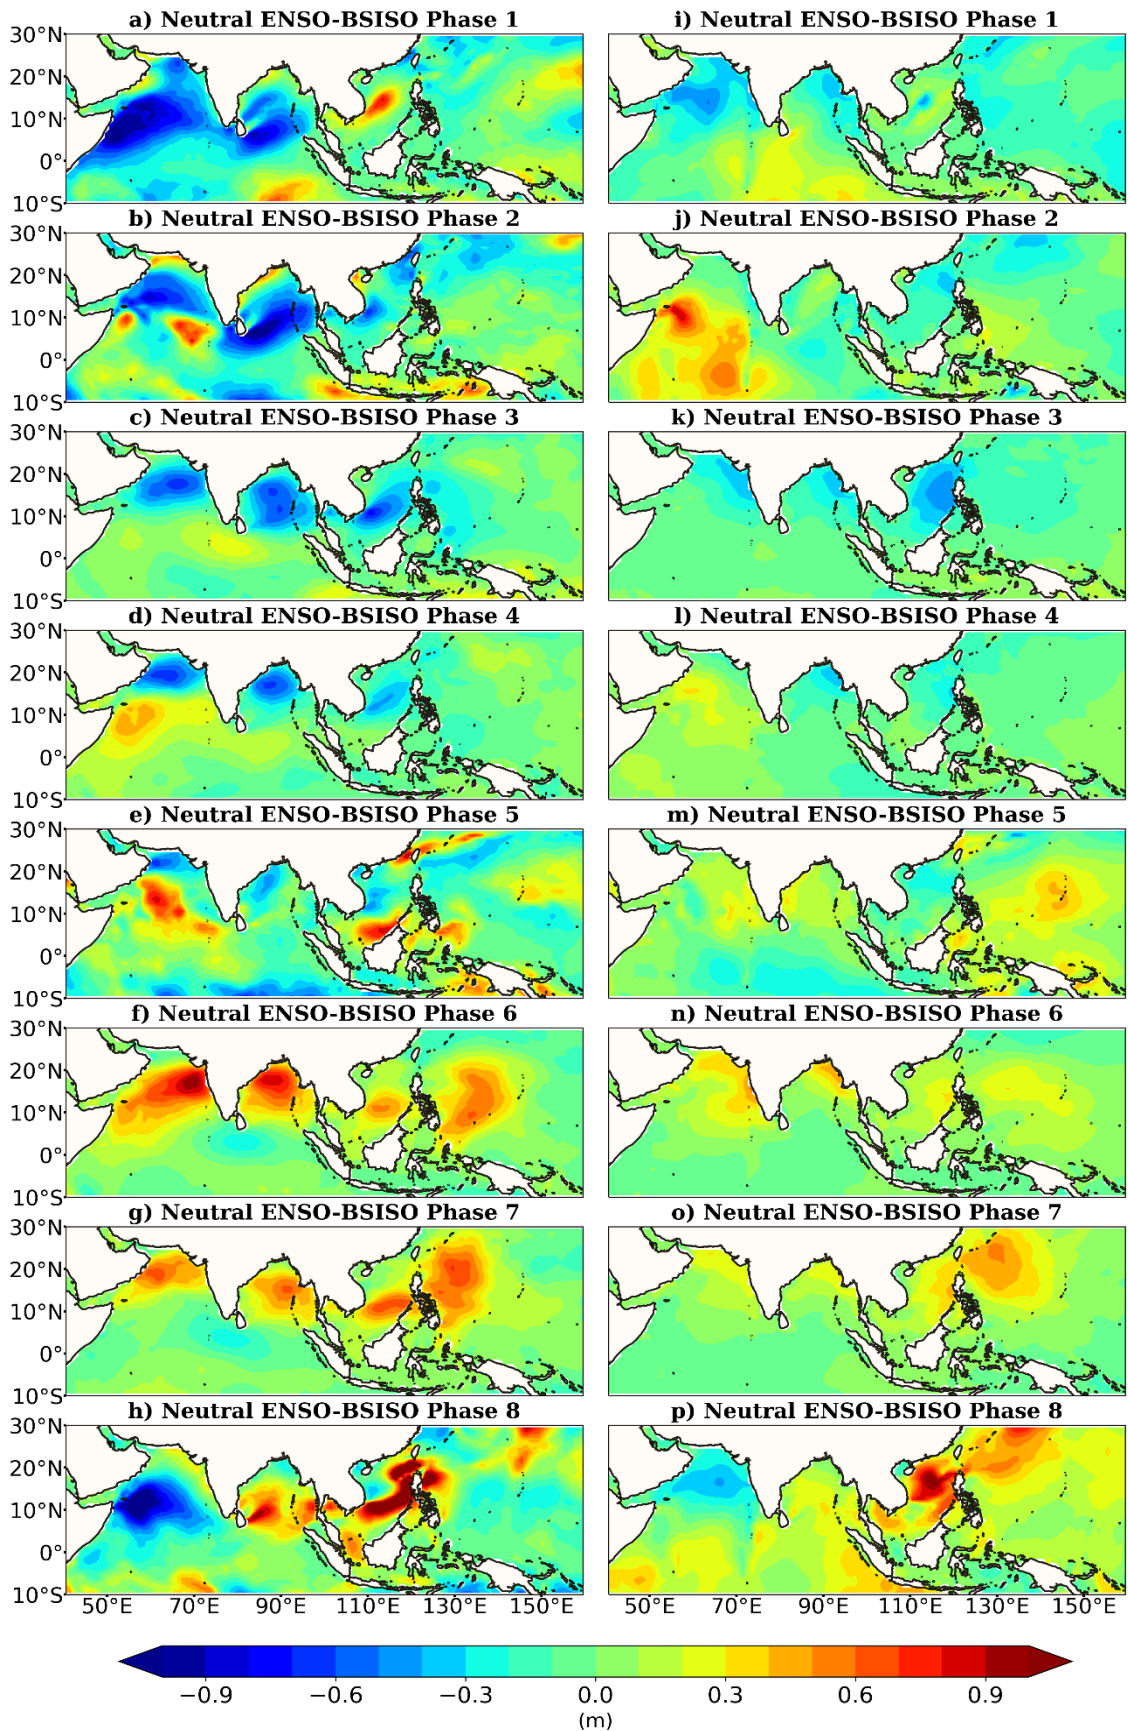 a) Neutral ENSO-BSISO Phase 1
i) Neutral ENSO-BSISO Phase 1
30°N
20°N
10°N
0°
10°S
b) Neutral ENSO-BSISO Phase 2
j) Neutral ENSO-BSISO Phase 2
30°N
20°N
10°N
0°
10°S
c) Neutral ENSO-BSISO Phase 3
k) Neutral ENSO-BSISO Phase 3
30°N
20°N
10°N
0°
10°S
d) Neutral ENSO-BSISO Phase 4
l) Neutral ENSO-BSISO Phase 4
30°N
20°N
10°N
0°
10°S
e) Neutral ENSO-BSISO Phase 5
m) Neutral ENSO-BSISO Phase 5
30°N
20°N
10°N
0°
10°S
f) Neutral ENSO-BSISO Phase 6
n) Neutral ENSO-BSISO Phase 6
30°N
20°N
10°N
0°
10°S
g) Neutral ENSO-BSISO Phase 7
o) Neutral ENSO-BSISO Phase 7
30°N
20°N
10°N
0°
10°S
h) Neutral ENSO-BSISO Phase 8
p) Neutral ENSO-BSISO Phase 8
30°N
20°N
10°N
0°
10°S
50°E 70°E 90°E 110°E 130°E 150°E
50°E 70°E 90°E 110°E 130°E 150°E
−0.9 −0.6 −0.3 0.0 0.3 0.6 0.9
(m)